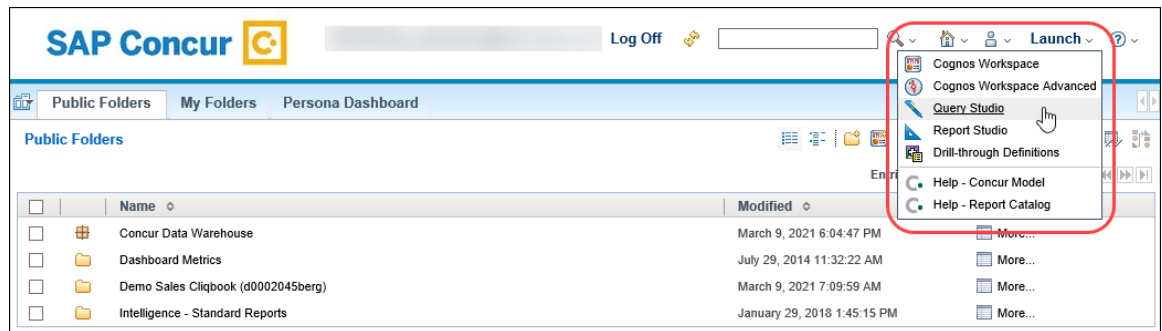 SAP Concur C.
Log Off
Launch
?
Cognos Workspace
Cognos Workspace Advanced
Query Studio
Report Studio
Drill-through Definitions
Help - Concur Model
Help - Report Catalog
Public Folders My Folders Persona Dashboard
Public Folders
Name Modified
Concur Data Warehouse March 9, 2021 6:04:47 PM More...
Dashboard Metrics July 29, 2014 11:32:22 AM More...
Demo Sales Cliqbook (d0002045berg) March 9, 2021 7:09:59 AM More...
Intelligence - Standard Reports January 29, 2018 1:45:15 PM More...